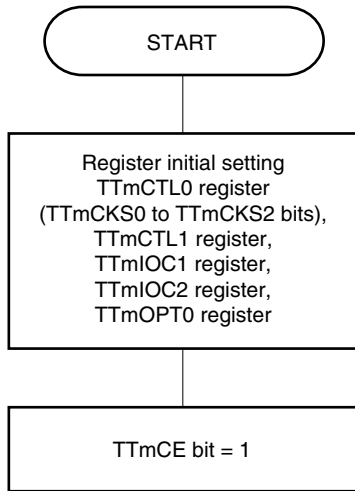 START
Register initial setting
TTmCTL0 register
(TTmCKS0 to TTmCKS2 bits),
TTmCTL1 register,
TTmIOC1 register,
TTmIOC2 register,
TTmOPT0 register
TTmCE bit = 1